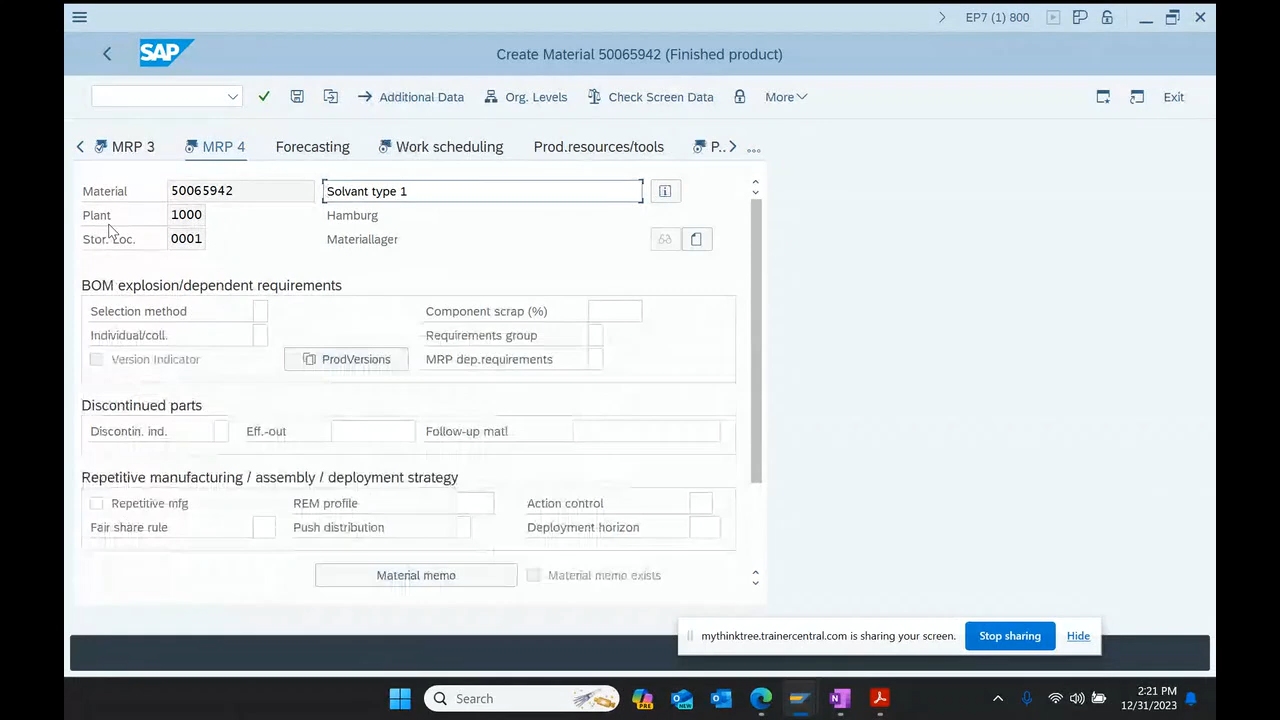 EP7 (1) 800
SAP
Create Material 50065942 (Finished product)
Additional Data
Org. Levels
Check Screen Data
More
Exit
MRP 3
MRP 4
Forecasting
Work scheduling
Prod.resources/tools
P..
...
Material 50065942 Solvant type 1
Plant 1000 Hamburg
Stor. Loc. 0001 Materiallager
BOM explosion/dependent requirements
Selection method Component scrap (%)
Individual/coll. Requirements group
Version Indicator ProdVersions MRP dep.requirements
Discontinued parts
Discontin. ind. Eff.-out Follow-up matl
Repetitive manufacturing / assembly / deployment strategy
Repetitive mfg REM profile Action control
Fair share rule Push distribution Deployment horizon
Material memo Material memo exists
mythinktree.trainercentral.com is sharing your screen. Stop sharing Hide
Search
PRE
NEW
2:21 PM
12/31/2023